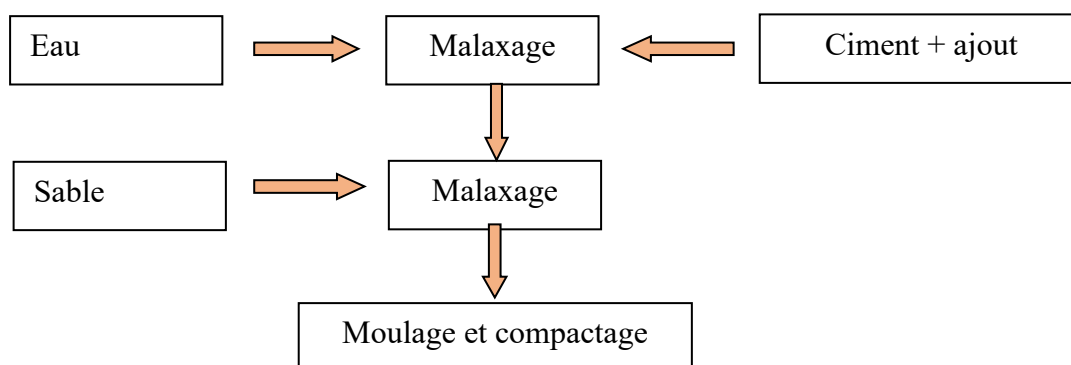 Eau
Malaxage
Ciment + ajout
Sable
Malaxage
Moulage et compactage